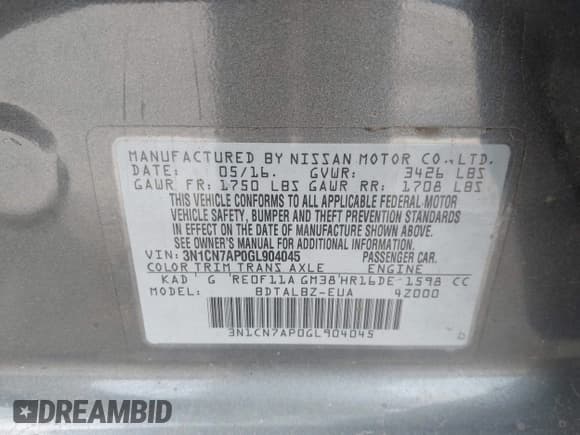 MANUFACTURED BY NISSAN MOTOR CO.,LTD.
DATE: 05/16. GVWR: 3426 LBS
GAWR FR: 1750 LBS GAWR RR: 1708 LBS
THIS VEHICLE CONFORMS TO ALL APPLICABLE FEDERAL MOTOR
VEHICLE SAFETY, BUMPER AND THEFT PREVENTION STANDARDS
IN EFFECT ON THE DATE OF MANUFACTURE SHOWN ABOVE.
SEE OWNER'S MANUAL FOR ADDITIONAL INFORMATION.
VIN: 3N1CN7AP0GL904045 PASSENGER CAR.
COLOR TRIM TRANS AXLE ENGINE
KAD G RE0F11A GM38 HR16DE-1598 CC
BDTALBZ-EUA 4Z000
3N1CN7AP0GL904045
DREAMBID